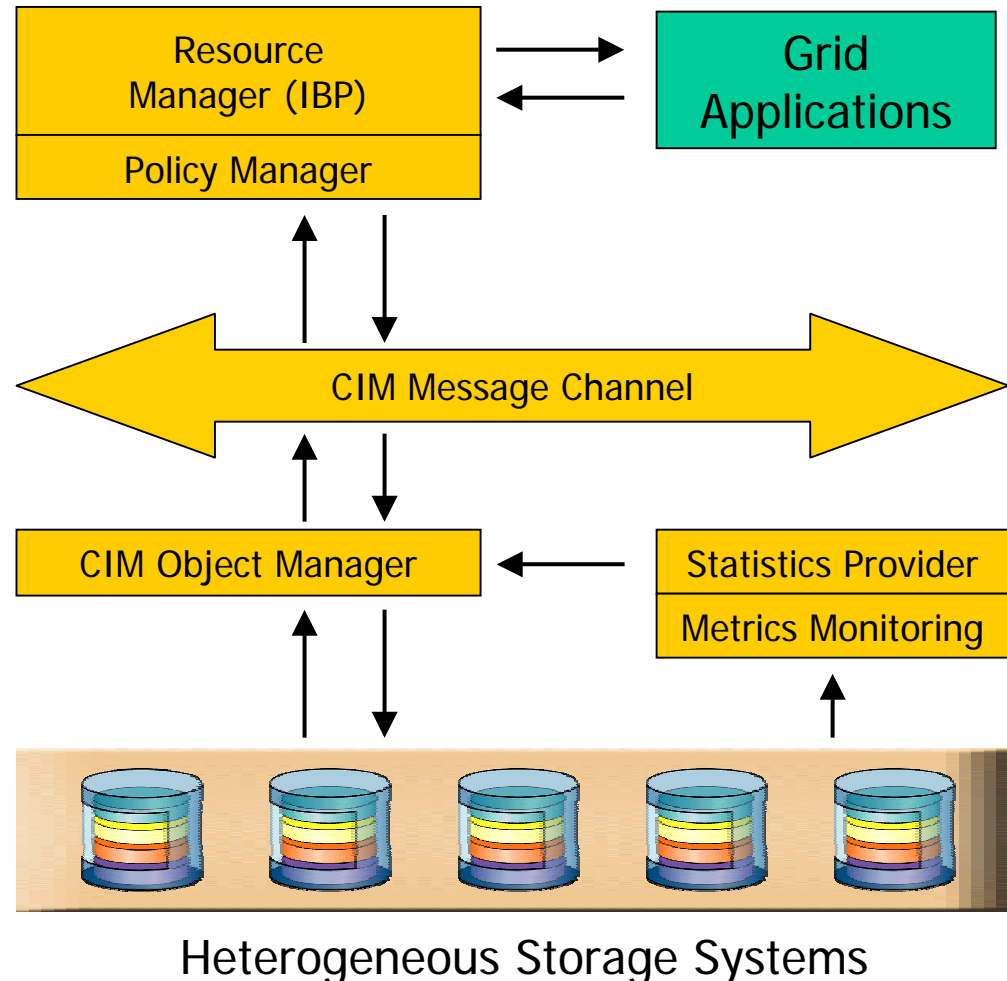 Resource
Manager (IBP)
Grid
Applications
Policy Manager
CIM Message Channel
CIM Object Manager
Statistics Provider
Metrics Monitoring
Heterogeneous Storage Systems